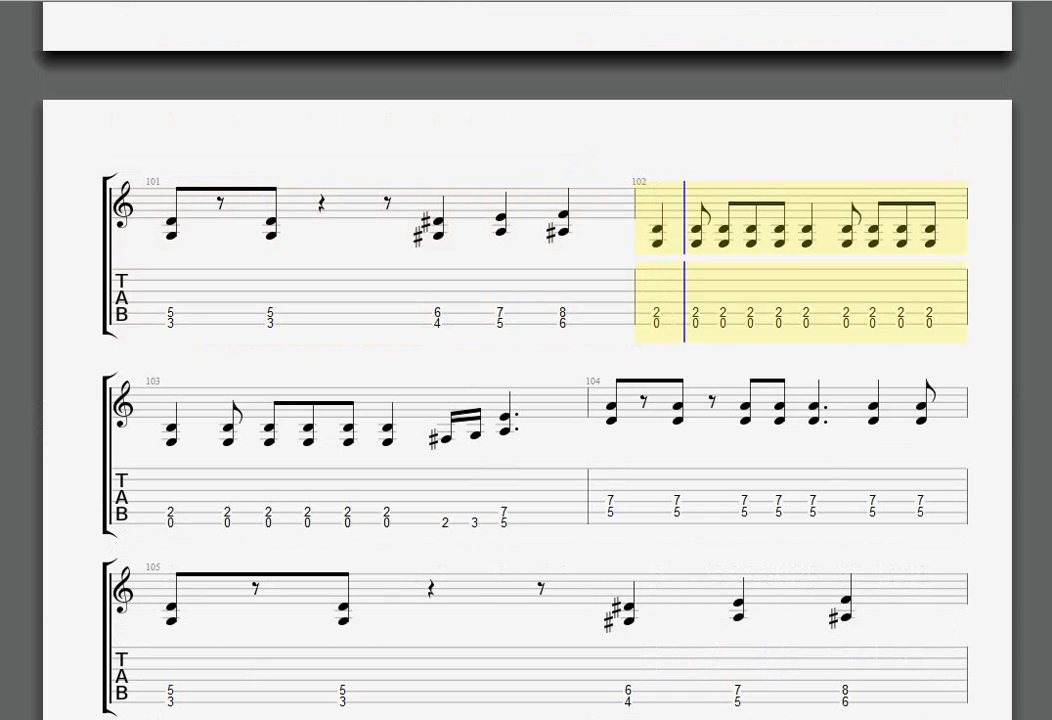 101 102
T
A
B
5 5 6 7 8 2 2 2 2 2 2 2 2 2 2
3 3 4 5 6 0 0 0 0 0 0 0 0 0 0
103 104
T
A
B
7 7 7 7 7 7 7
2 2 2 2 2 2 7 5 5 5 5 5 5 5
0 0 0 0 0 0 2 3 5
105
T
A
B
5 5 6 7 8
3 3 4 5 6